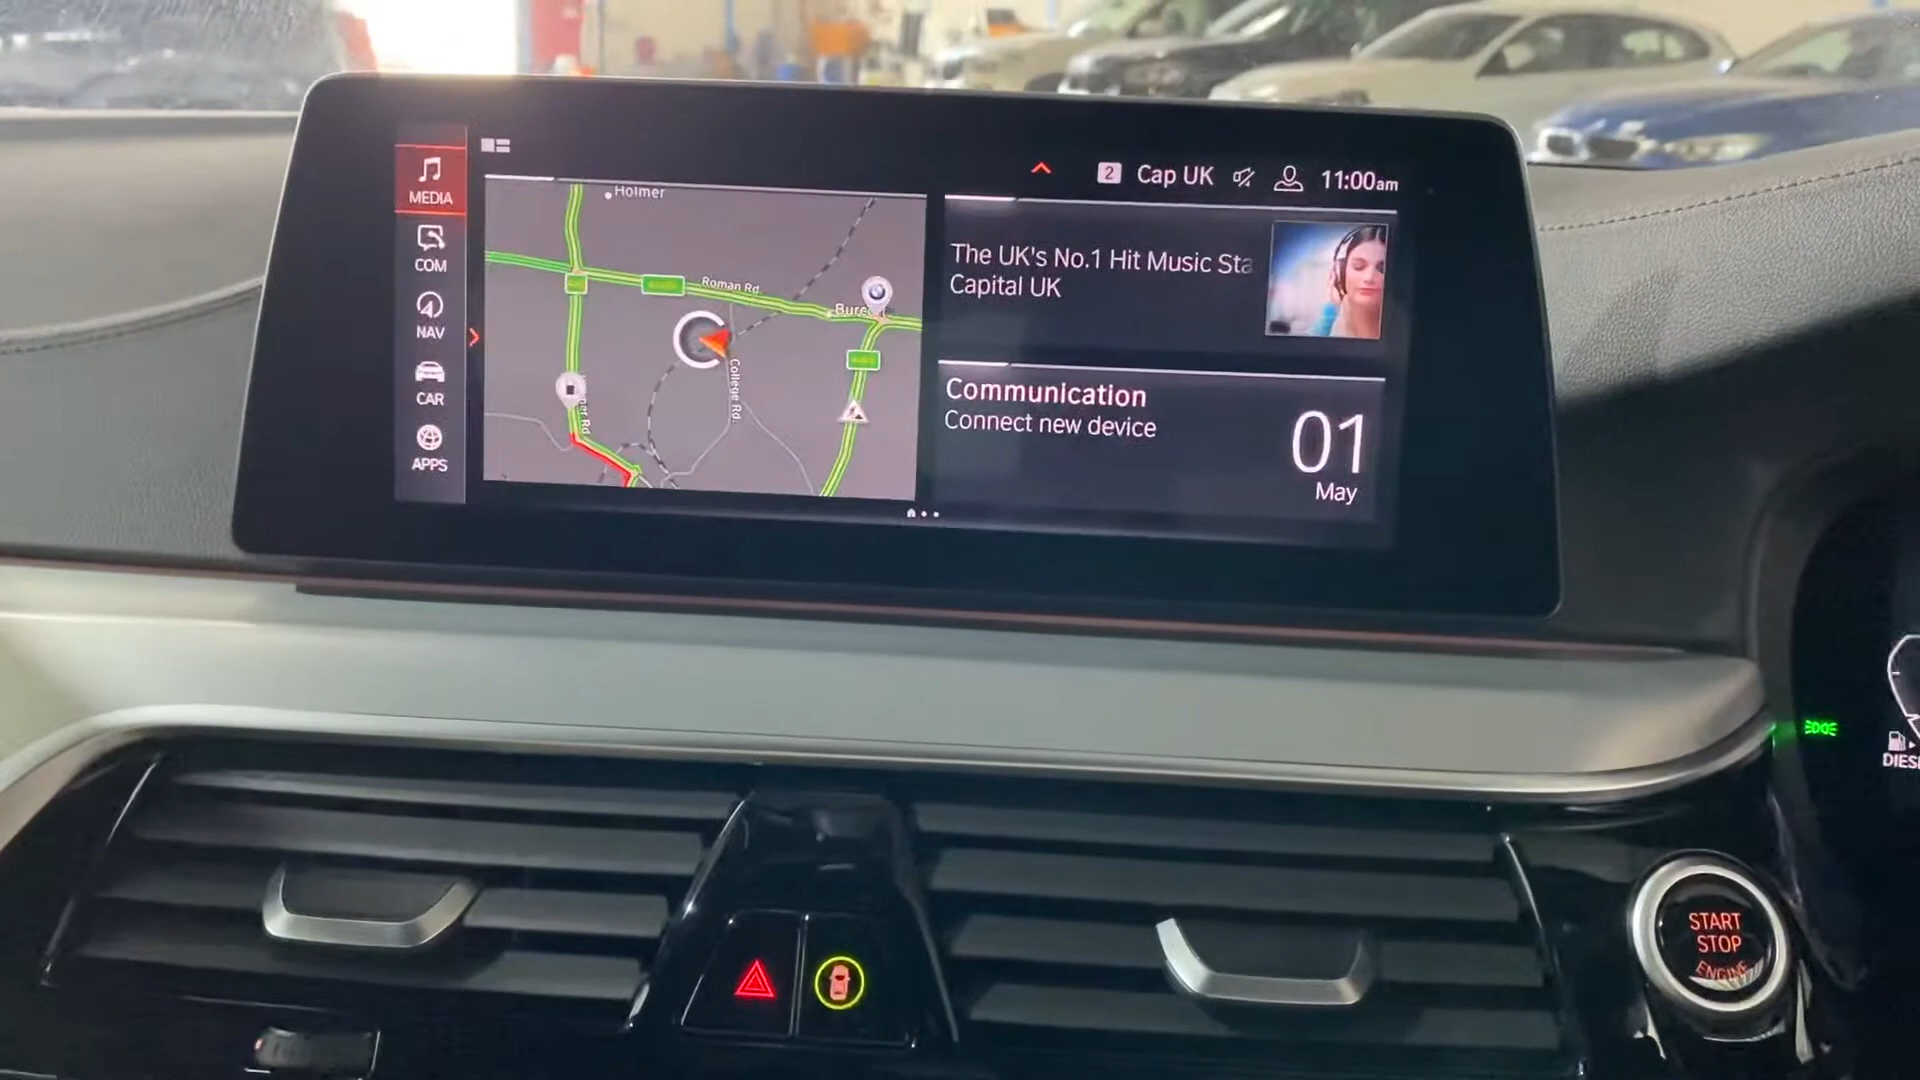 MEDIA
COM
NAV
CAR
APPS
Holmer
Roman Rd.
College Rd.
2 Cap UK 11:00am
The UK's No.1 Hit Music Sta
Capital UK
Communication
Connect new device
01
May
START
STOP
ENGINE